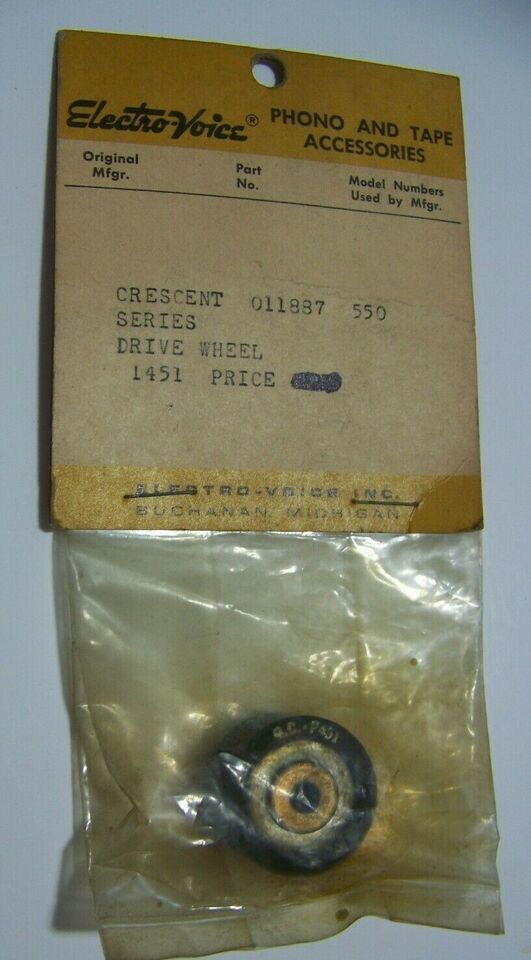 Electro-Voice® PHONO AND TAPE ACCESSORIES
Original Mfgr.
Part No.
Model Numbers Used by Mfgr.
CRESCENT 011887 550
SERIES
DRIVE WHEEL
1451 PRICE
ELECTRO-VOICE INC.
BUCHANAN, MICHIGAN
G.C.-P451